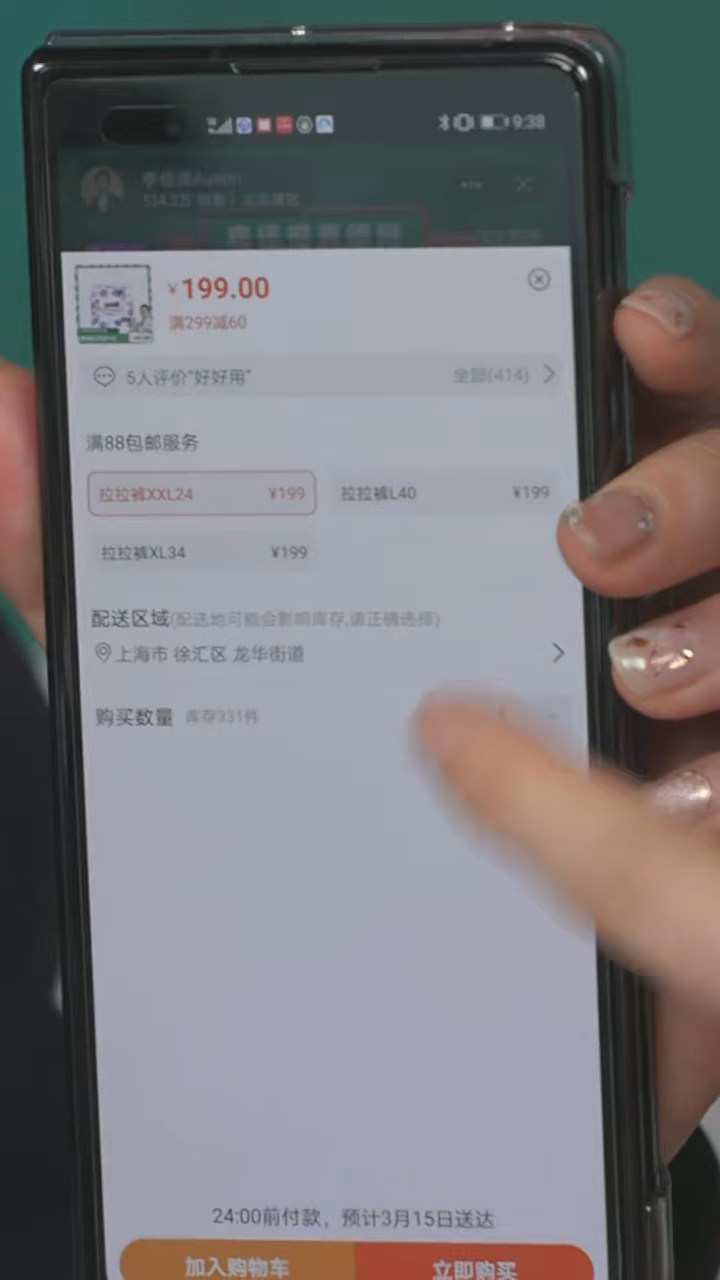 9:38
¥199.00
满299减60
5人评价“好好用” 全部(414)
满88包邮服务
拉拉裤XXL24 ¥199 拉拉裤L40 ¥199
拉拉裤XL34 ¥199
配送区域(配送地可能会影响库存,请正确选择)
上海市 徐汇区 龙华街道
购买数量 库存331件
24:00前付款，预计3月15日送达
加入购物车 立即购买